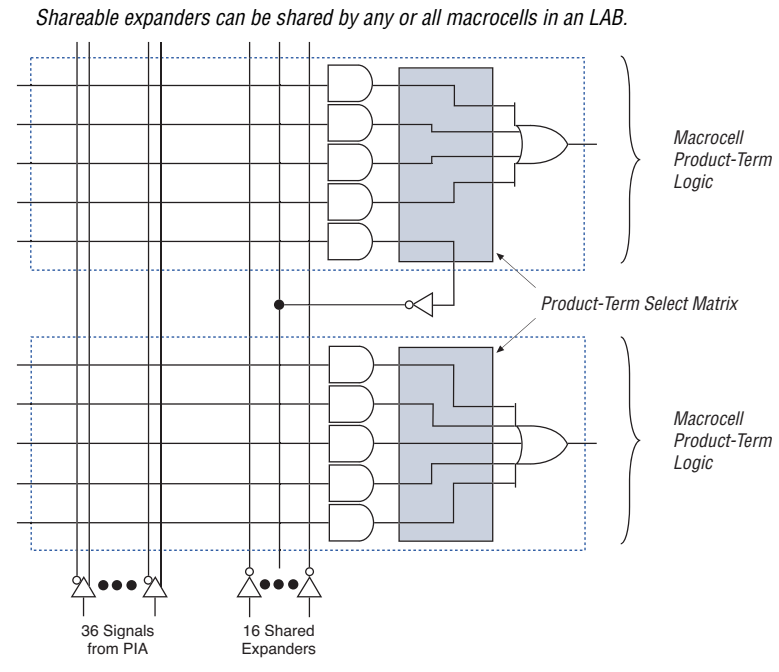 Shareable expanders can be shared by any or all macrocells in an LAB.
Macrocell
Product-Term
Logic
Product-Term Select Matrix
Macrocell
Product-Term
Logic
36 Signals
from PIA
16 Shared
Expanders